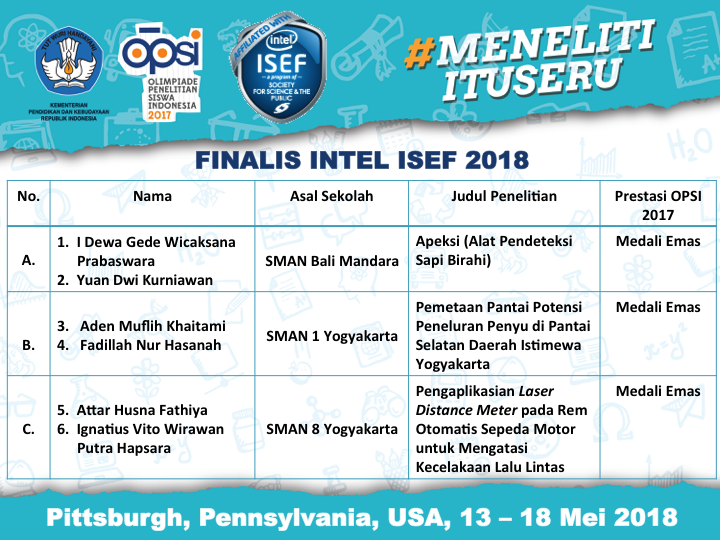 TUT WURI HANDAYANI
KEMENTERIAN
PENDIDIKAN DAN KEBUDAYAAN
REPUBLIK INDONESIA
opsi
OLIMPIADE
PENELITIAN
SISWA
INDONESIA
2017
AFFILIATED WITH
intel
ISEF
– a program of –
SOCIETY
FOR SCIENCE & THE
PUBLIC
#MENELITI
ITUSERU
FINALIS INTEL ISEF 2018
No. Nama Asal Sekolah Judul Penelitian Prestasi OPSI
2017
A.
1. I Dewa Gede Wicaksana
Prabaswara
2. Yuan Dwi Kurniawan
SMAN Bali Mandara
Apeksi (Alat Pendeteksi
Sapi Birahi)
Medali Emas
B.
3. Aden Muflih Khaitami
4. Fadillah Nur Hasanah
SMAN 1 Yogyakarta
Pemetaan Pantai Potensi
Peneluran Penyu di Pantai
Selatan Daerah Istimewa
Yogyakarta
Medali Emas
C.
5. Attar Husna Fathiya
6. Ignatius Vito Wirawan
Putra Hapsara
SMAN 8 Yogyakarta
Pengaplikasian Laser
Distance Meter pada Rem
Otomatis Sepeda Motor
untuk Mengatasi
Kecelakaan Lalu Lintas
Medali Emas
Pittsburgh, Pennsylvania, USA, 13 – 18 Mei 2018